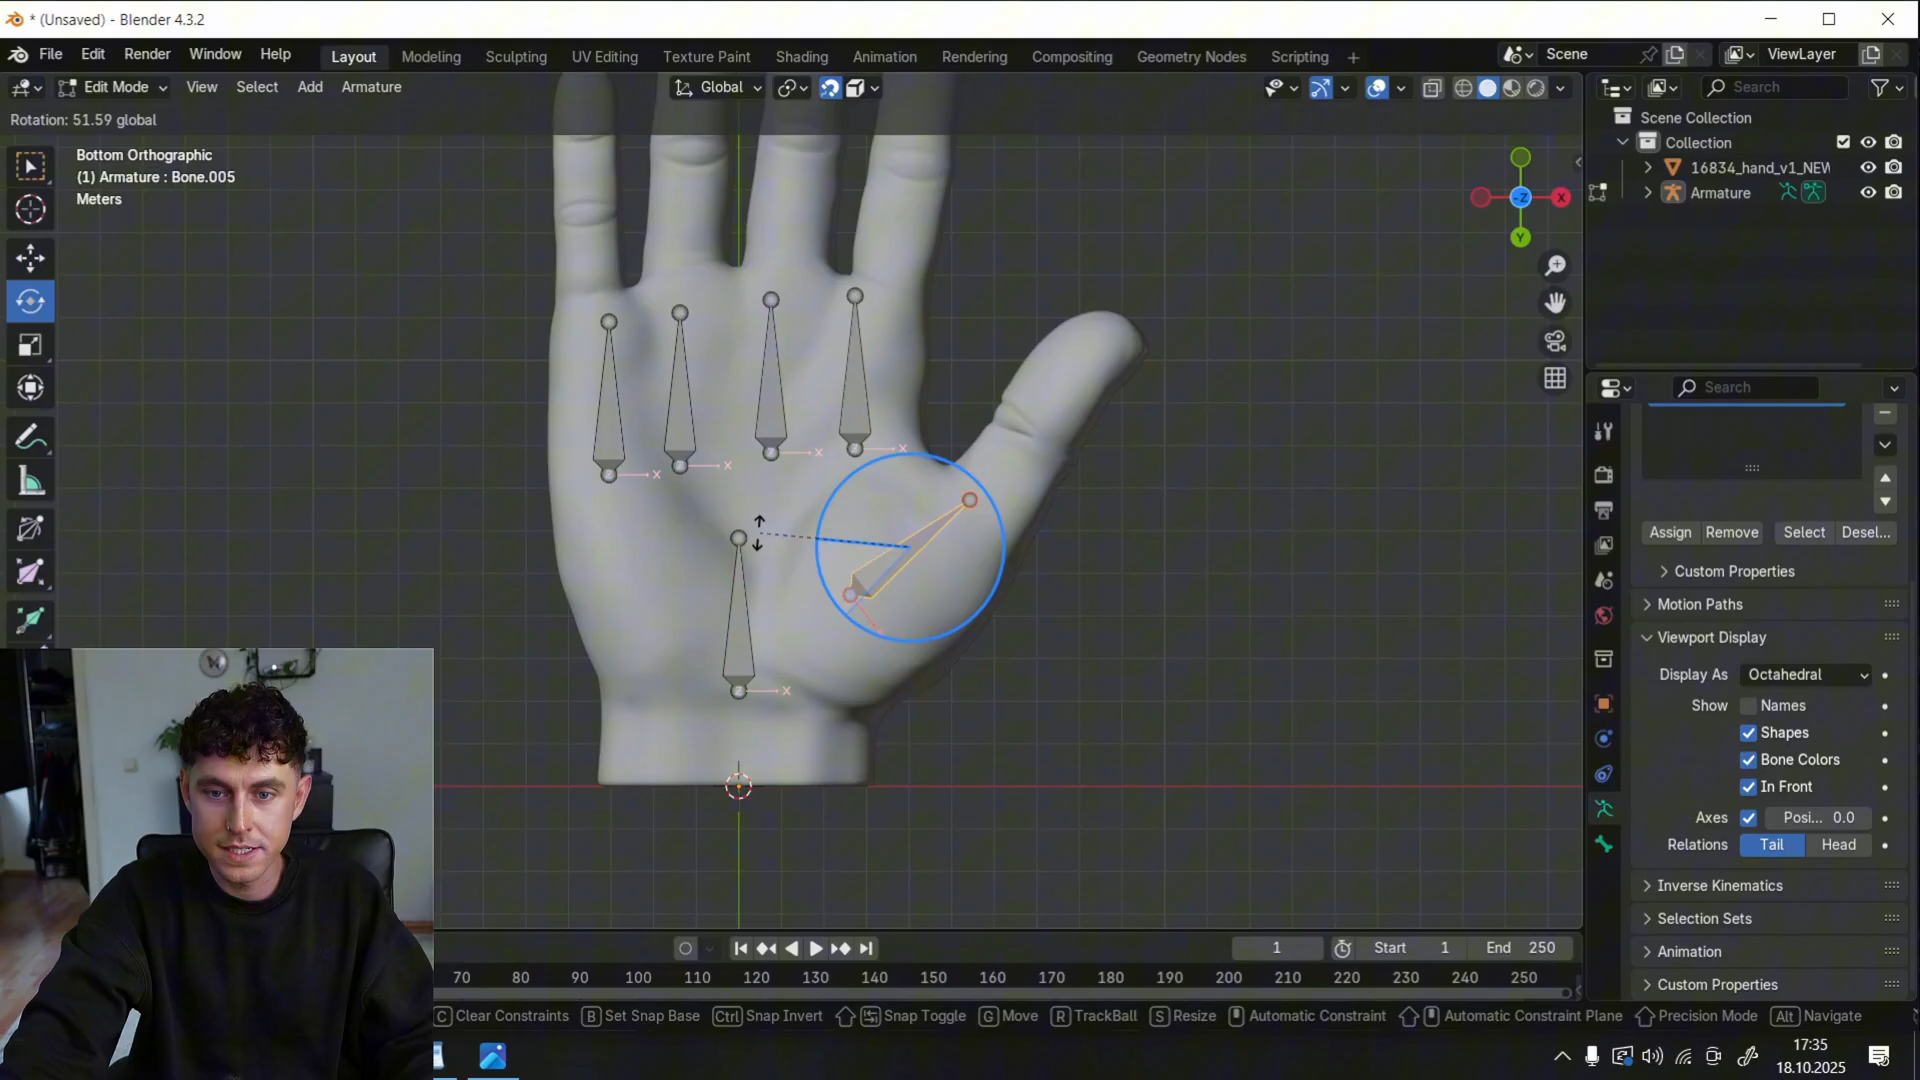 * (Unsaved) - Blender 4.3.2
File Edit Render Window Help Layout Modeling Sculpting UV Editing Texture Paint Shading Animation Rendering Compositing Geometry Nodes Scripting + Scene ViewLayer
Edit Mode View Select Add Armature Global Search
Rotation: 51.59 global
Scene Collection
Collection
16834_hand_v1_NEW
Armature
Bottom Orthographic
(1) Armature : Bone.005
Meters
-Z
X
Y
X
X
X
X
X
Z
Z
Z
Z
Z
Search
Assign Remove Select Desel...
Custom Properties
Motion Paths
Viewport Display
Display As Octahedral
Show Names
Shapes
Bone Colors
In Front
Axes Posi... 0.0
Relations Tail Head
Inverse Kinematics
Selection Sets
Animation
Custom Properties
1 Start 1 End 250
70 80 90 100 110 120 130 140 150 160 170 180 190 200 210 220 230 240 250
C Clear Constraints B Set Snap Base Ctrl Snap Invert Snap Toggle G Move R TrackBall S Resize Automatic Constraint Automatic Constraint Plane Precision Mode Alt Navigate
17:35
18.10.2025